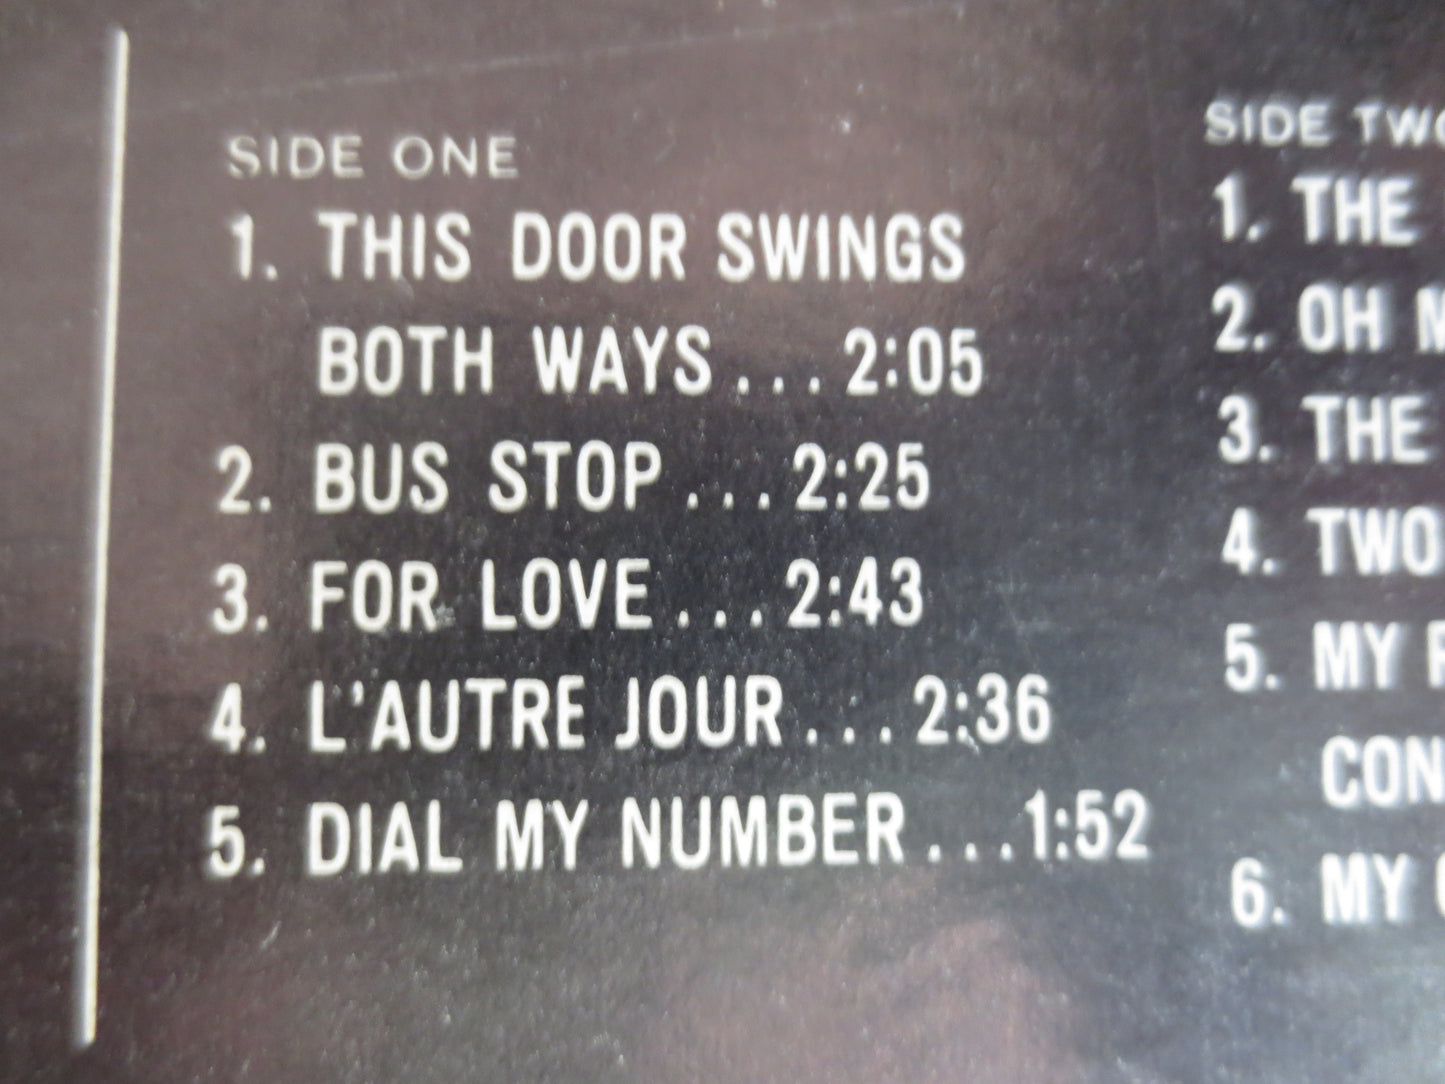 SIDE ONE
1. THIS DOOR SWINGS
BOTH WAYS ... 2:05
2. BUS STOP ... 2:25
3. FOR LOVE ... 2:43
4. L'AUTRE JOUR ... 2:36
5. DIAL MY NUMBER ... 1:52
SIDE
1. THE
2. OH
3. THE
4. TWO
5. MY
6. MY